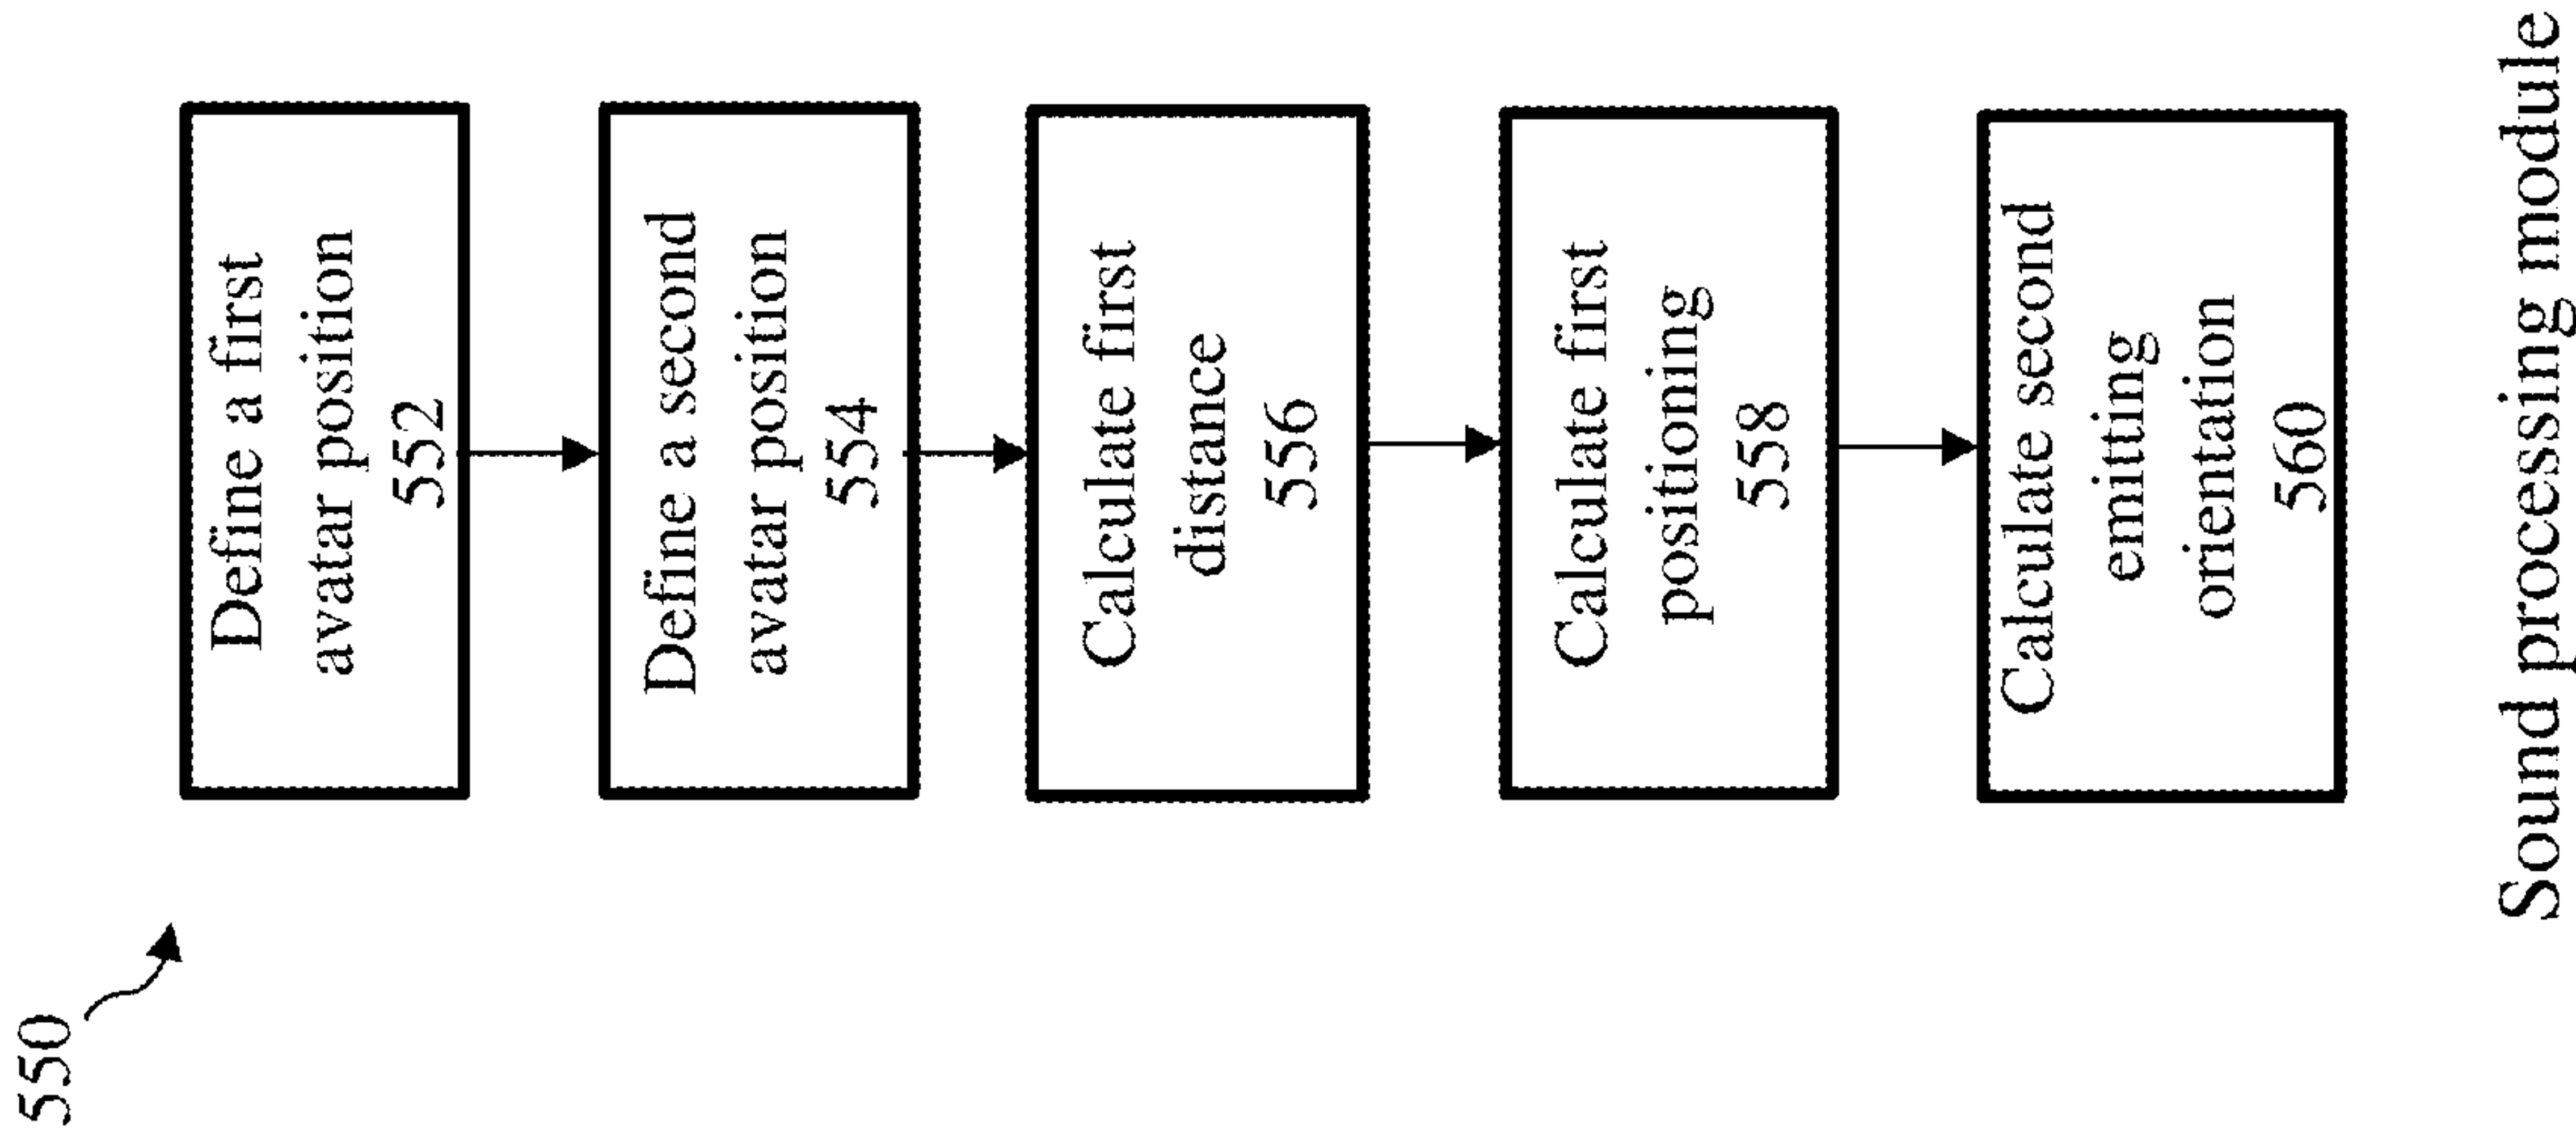 550
Define a first
avatar position
552
Define a second
avatar position
554
Calculate first
distance
556
Calculate first
positioning
558
Calculate second
emitting
orientation
560
Sound processing module